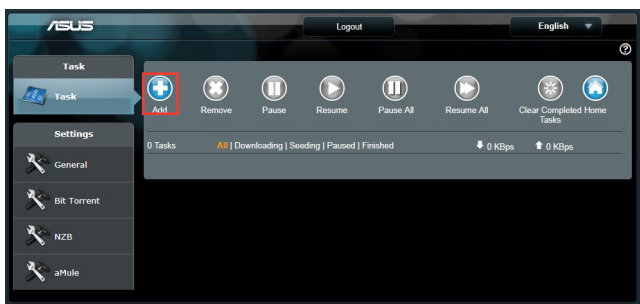 ASUS
Logout
English
?
Task
Task
Add
Remove
Pause
Resume
Pause All
Resume All
Clear Completed Tasks
Home
0 Tasks
All | Downloading | Seeding | Paused | Finished
0 KBps
0 KBps
Settings
General
Bit Torrent
NZB
aMule